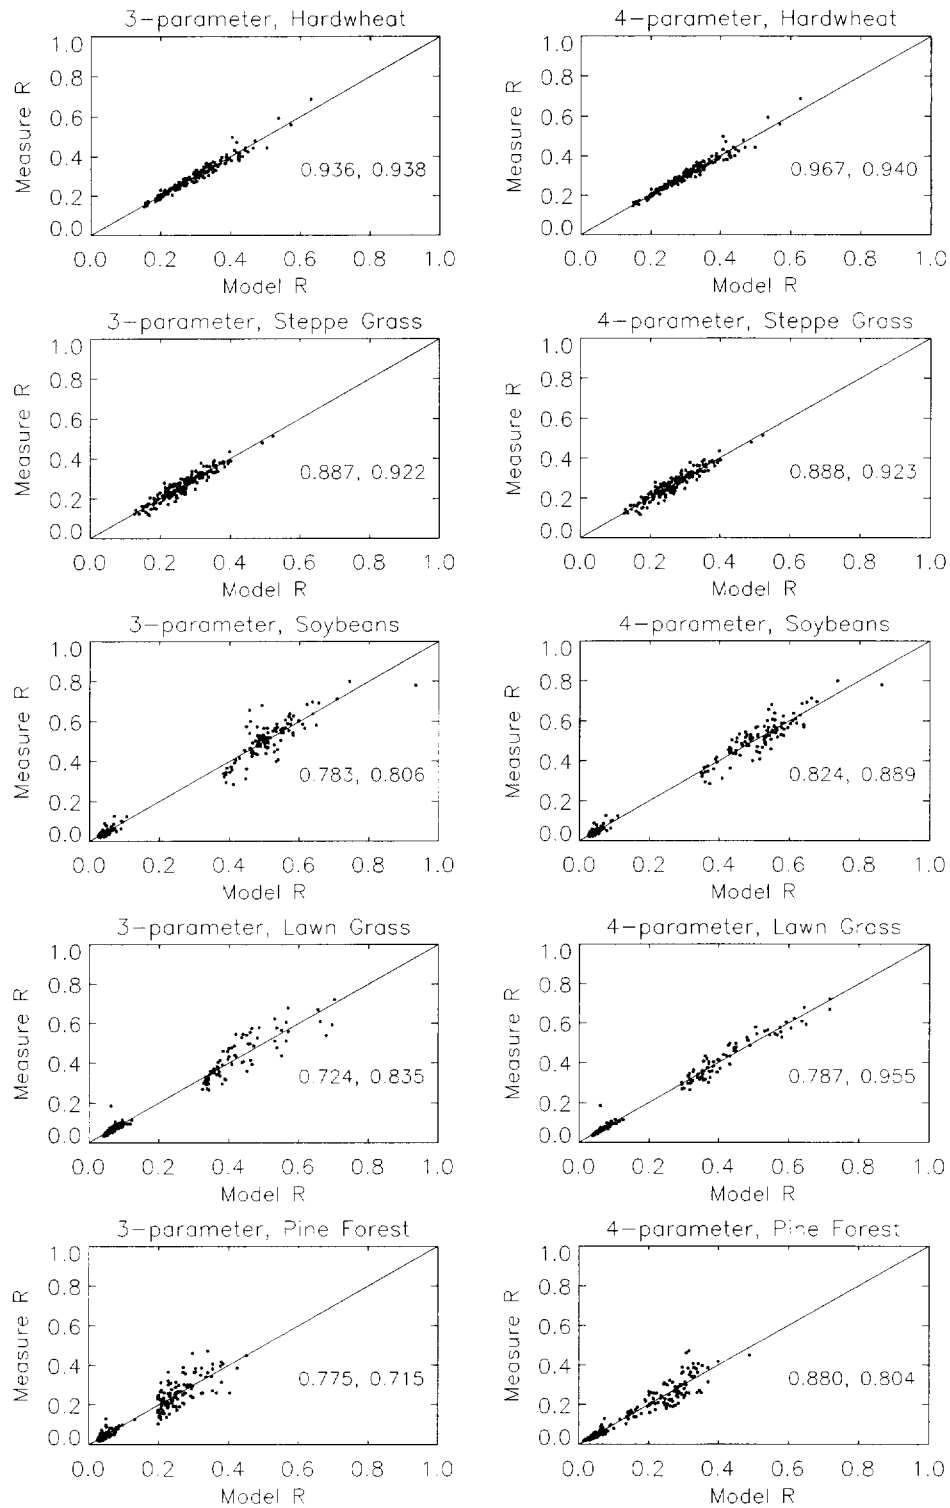 3-parameter, Hardwheat
1.0
0.8
0.6
0.4
0.2
0.0
Measure R
0.936, 0.938
0.0 0.2 0.4 0.6 0.8 1.0
Model R
4-parameter, Hardwheat
1.0
0.8
0.6
0.4
0.2
0.0
Measure R
0.967, 0.940
0.0 0.2 0.4 0.6 0.8 1.0
Model R
3-parameter, Steppe Grass
1.0
0.8
0.6
0.4
0.2
0.0
Measure R
0.887, 0.922
0.0 0.2 0.4 0.6 0.8 1.0
Model R
4-parameter, Steppe Grass
1.0
0.8
0.6
0.4
0.2
0.0
Measure R
0.888, 0.923
0.0 0.2 0.4 0.6 0.8 1.0
Model R
3-parameter, Soybeans
1.0
0.8
0.6
0.4
0.2
0.0
Measure R
0.783, 0.806
0.0 0.2 0.4 0.6 0.8 1.0
Model R
4-parameter, Soybeans
1.0
0.8
0.6
0.4
0.2
0.0
Measure R
0.824, 0.889
0.0 0.2 0.4 0.6 0.8 1.0
Model R
3-parameter, Lawn Grass
1.0
0.8
0.6
0.4
0.2
0.0
Measure R
0.724, 0.835
0.0 0.2 0.4 0.6 0.8 1.0
Model R
4-parameter, Lawn Grass
1.0
0.8
0.6
0.4
0.2
0.0
Measure R
0.787, 0.955
0.0 0.2 0.4 0.6 0.8 1.0
Model R
3-parameter, Pine Forest
1.0
0.8
0.6
0.4
0.2
0.0
Measure R
0.775, 0.715
0.0 0.2 0.4 0.6 0.8 1.0
Model R
4-parameter, Pine Forest
1.0
0.8
0.6
0.4
0.2
0.0
Measure R
0.880, 0.804
0.0 0.2 0.4 0.6 0.8 1.0
Model R